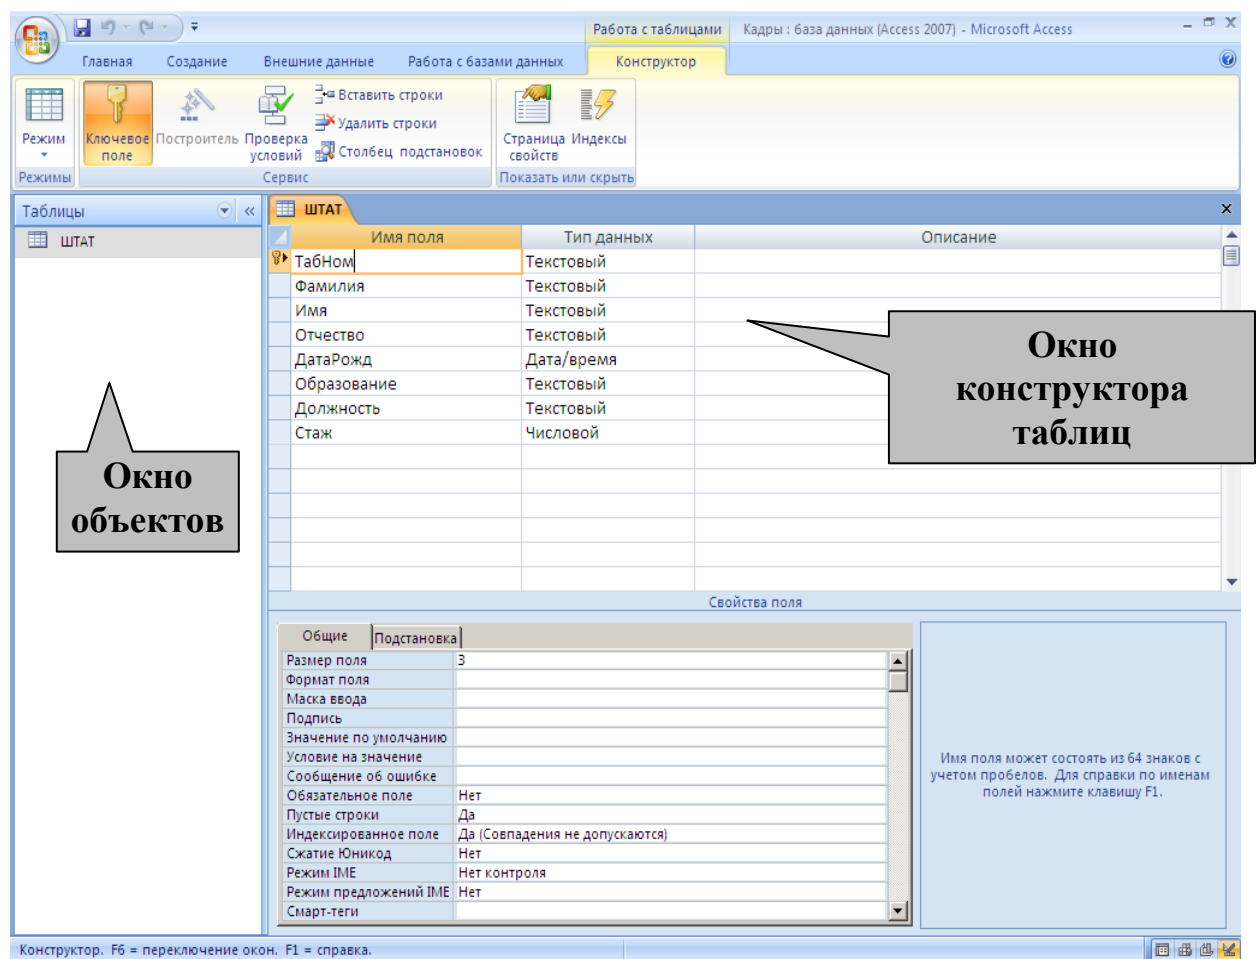 Работа с таблицами Кадры : база данных (Access 2007) - Microsoft Access
Главная Создание Внешние данные Работа с базами данных Конструктор
Режим
Режимы
Ключевое поле
Построитель
Проверка условий
Вставить строки
Удалить строки
Столбец подстановок
Сервис
Страница свойств
Индексы
Показать или скрыть
Таблицы
ШТАТ
ШТАТ
Имя поля Тип данных Описание
ТабНом Текстовый
Фамилия Текстовый
Имя Текстовый
Отчество Текстовый
ДатаРожд Дата/время
Образование Текстовый
Должность Текстовый
Стаж Числовой
Окно
объектов
Окно
конструктора
таблиц
Свойства поля
Общие Подстановка
Размер поля 3
Формат поля
Маска ввода
Подпись
Значение по умолчанию
Условие на значение
Сообщение об ошибке
Обязательное поле Нет
Пустые строки Да
Индексированное поле Да (Совпадения не допускаются)
Сжатие Юникод Нет
Режим IME Нет контроля
Режим предложений IME Нет
Смарт-теги
Имя поля может состоять из 64 знаков с
учетом пробелов. Для справки по именам
полей нажмите клавишу F1.
Конструктор. F6 = переключение окон. F1 = справка.